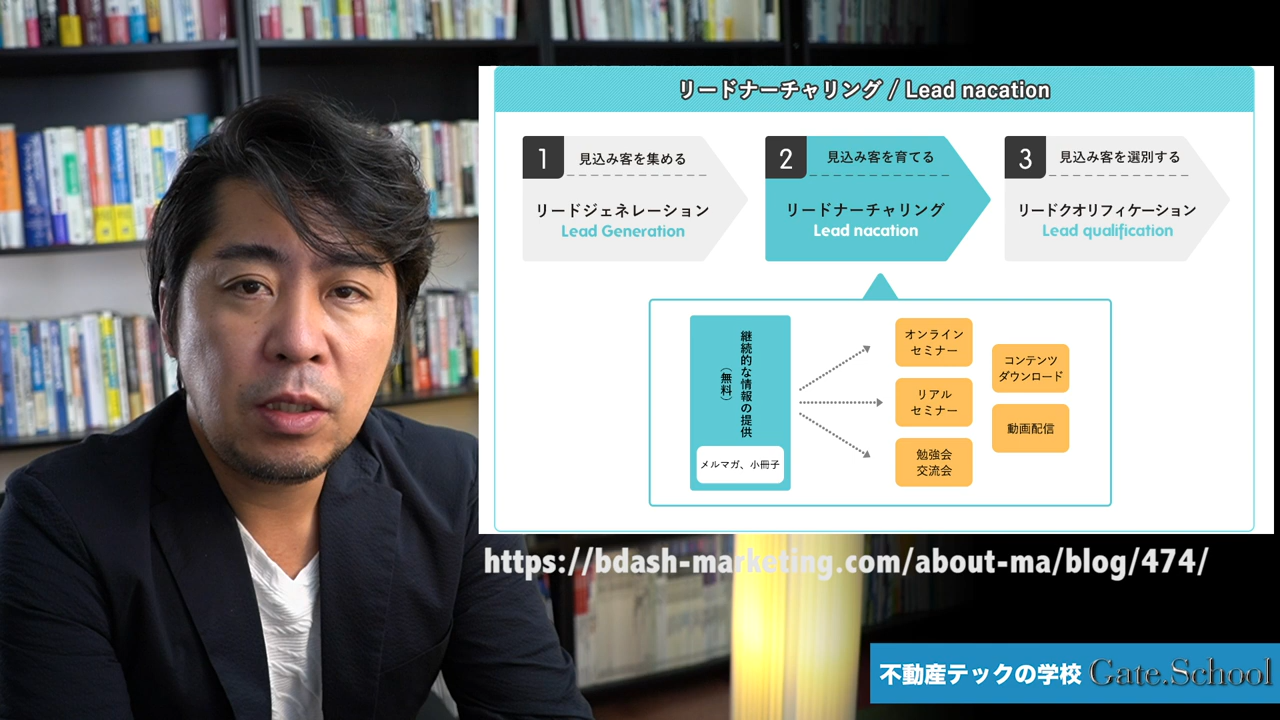 リードナーチャリング / Lead nacation
1
見込み客を集める
リードジェネレーション
Lead Generation
2
見込み客を育てる
リードナーチャリング
Lead nacation
3
見込み客を選別する
リードクオリフィケーション
Lead qualification
継続的な情報の提供
（無料）
メルマガ、小冊子
オンライン
セミナー
リアル
セミナー
勉強会
交流会
コンテンツ
ダウンロード
動画配信
https://bdash-marketing.com/about-ma/blog/474/
不動産テックの学校 Gate.School